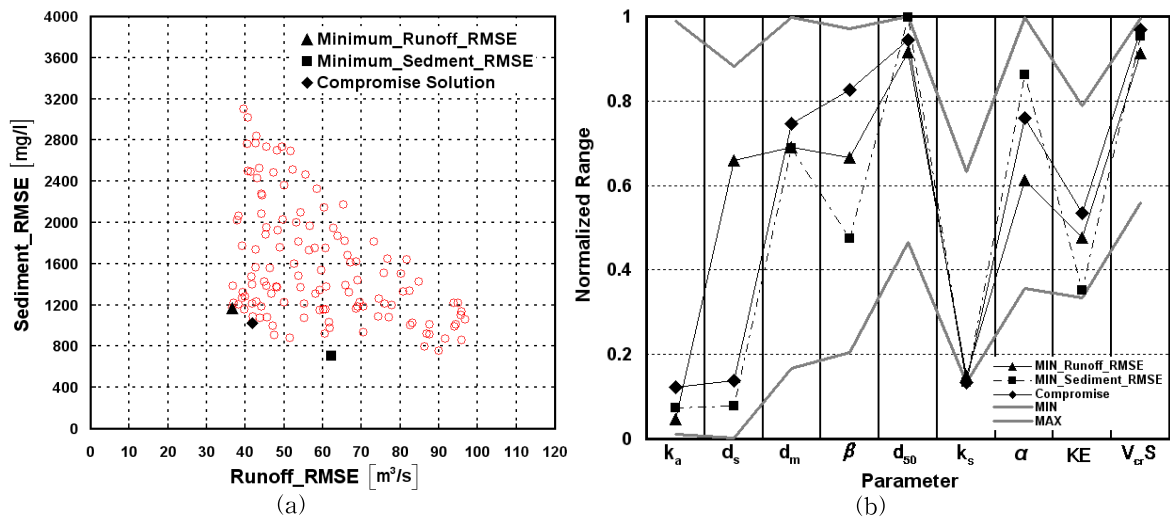 4000
3600
3200
2800
2400
2000
1600
1200
800
400
0
Sediment_RMSE [mg/l]
Minimum_Runoff_RMSE
Minimum_Sedment_RMSE
Compromise Solution
0 10 20 30 40 50 60 70 80 90 100 110 120
Runoff_RMSE [m³/s]
(a)
1
0.8
0.6
0.4
0.2
0
Normalized Range
MIN_Runoff_RMSE
MIN_Sediment_RMSE
Compromise
MIN
MAX
kₐ dₛ dₘ β d₅₀ kₛ α KE V꜀ᵣS
Parameter
(b)